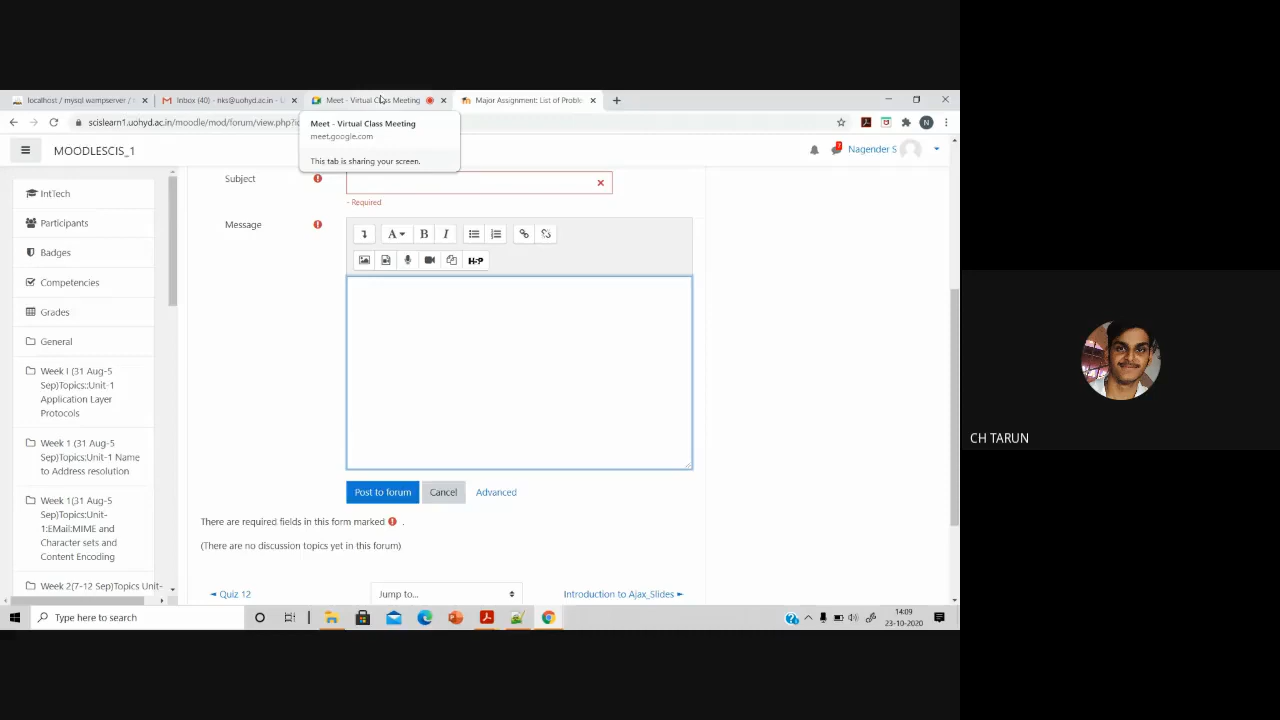 localhost / mysql wampserver /
Inbox (40) - nks@uohyd.ac.in - U
Meet - Virtual Class Meeting
Major Assignment: List of Proble
scislearn1.uohyd.ac.in/moodle/mod/forum/view.php?i
Meet - Virtual Class Meeting
meet.google.com
This tab is sharing your screen.
MOODLESCIS_1
Nagender S
N
IntTech
Participants
Badges
Competencies
Grades
General
Week I (31 Aug-5
Sep)Topics::Unit-1
Application Layer
Protocols
Week 1 (31 Aug-5
Sep)Topics:Unit-1 Name
to Address resolution
Week 1(31 Aug-5
Sep)Topics:Unit-
1:EMail:MIME and
Character sets and
Content Encoding
Week 2(7-12 Sep)Topics Unit-
Subject
- Required
Message
A
B
I
H-P
Post to forum
Cancel
Advanced
There are required fields in this form marked .
(There are no discussion topics yet in this forum)
◄ Quiz 12
Jump to...
Introduction to Ajax_Slides ►
Type here to search
14:09
23-10-2020
CH TARUN